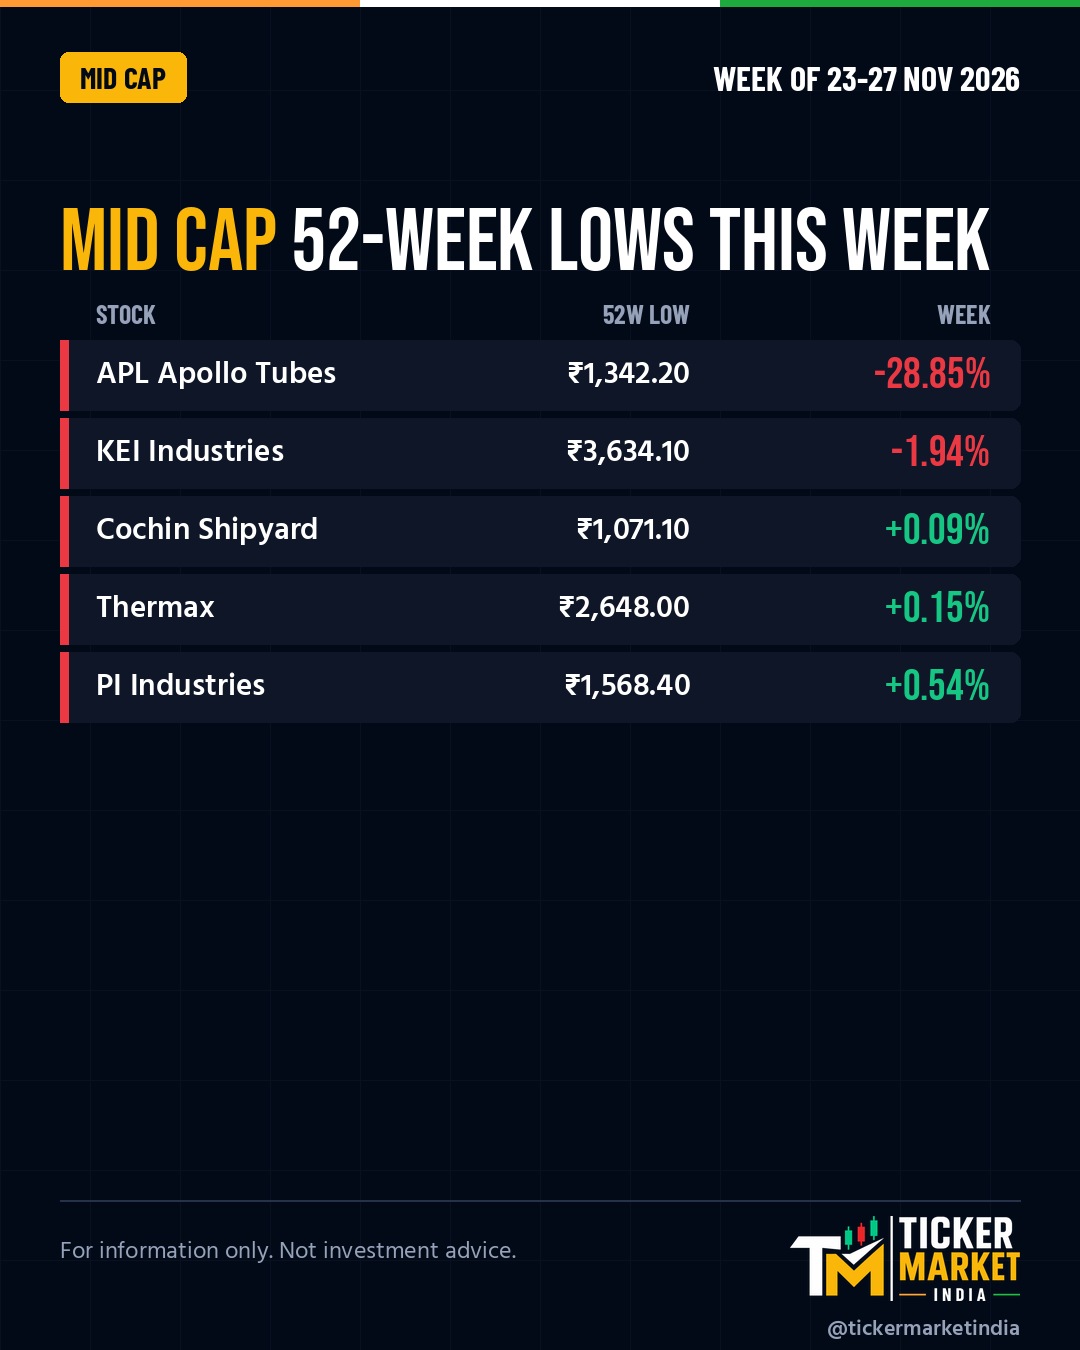 MID CAP
WEEK OF 23-27 NOV 2026
MID CAP 52-WEEK LOWS THIS WEEK
STOCK 52W LOW WEEK
APL Apollo Tubes ₹1,342.20 -28.85%
KEI Industries ₹3,634.10 -1.94%
Cochin Shipyard ₹1,071.10 +0.09%
Thermax ₹2,648.00 +0.15%
PI Industries ₹1,568.40 +0.54%
For information only. Not investment advice.
TM
TICKER
MARKET
INDIA
@tickermarketindia